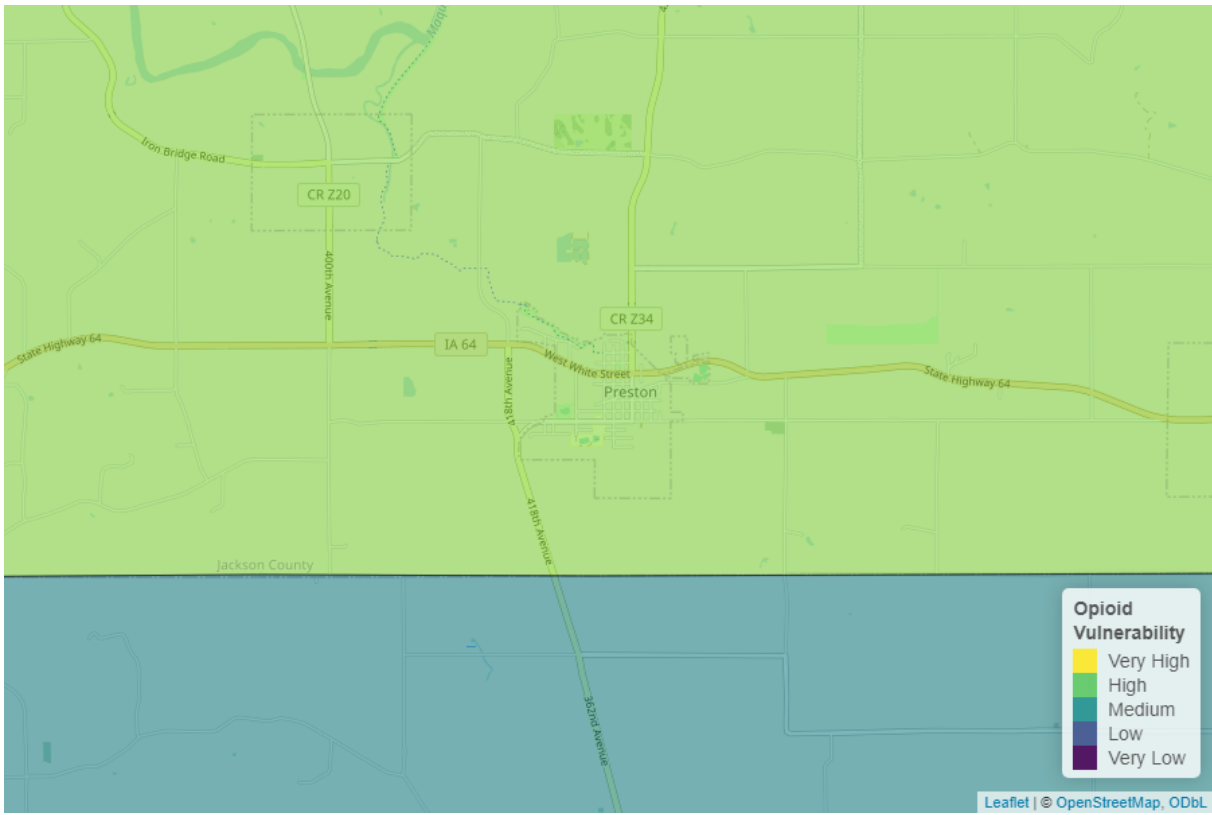 Maqu
Iron Bridge Road
CR Z20
400th Avenue
CR Z34
State Highway 64
IA 64
West White Street
State Highway 64
Preston
418th Avenue
418th Avenue
Jackson County
362nd Avenue
Opioid
Vulnerability
Very High
High
Medium
Low
Very Low
Leaflet | © OpenStreetMap, ODbL